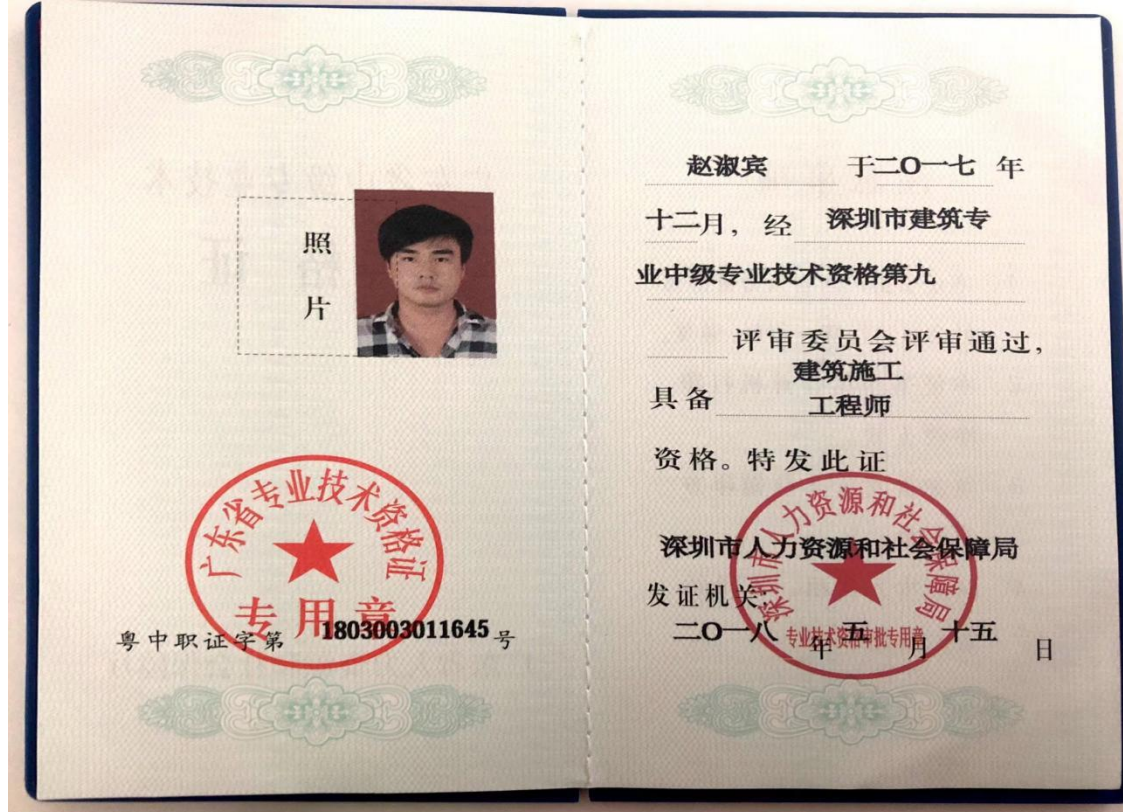 照
片
广东省专业技术资格证
专用章
粤中职证字第 1803003011645 号
赵淑宾 于二〇一七 年
十二月，经 深圳市建筑专
业中级专业技术资格第九
评审委员会评审通过，
建筑施工
具备 工程师
资格。特发此证
深圳市人力资源和社会保障局
发证机关:
二〇一八 年 五 月 十五 日
深圳市人力资源和社会保障局
专业技术资格审批专用章